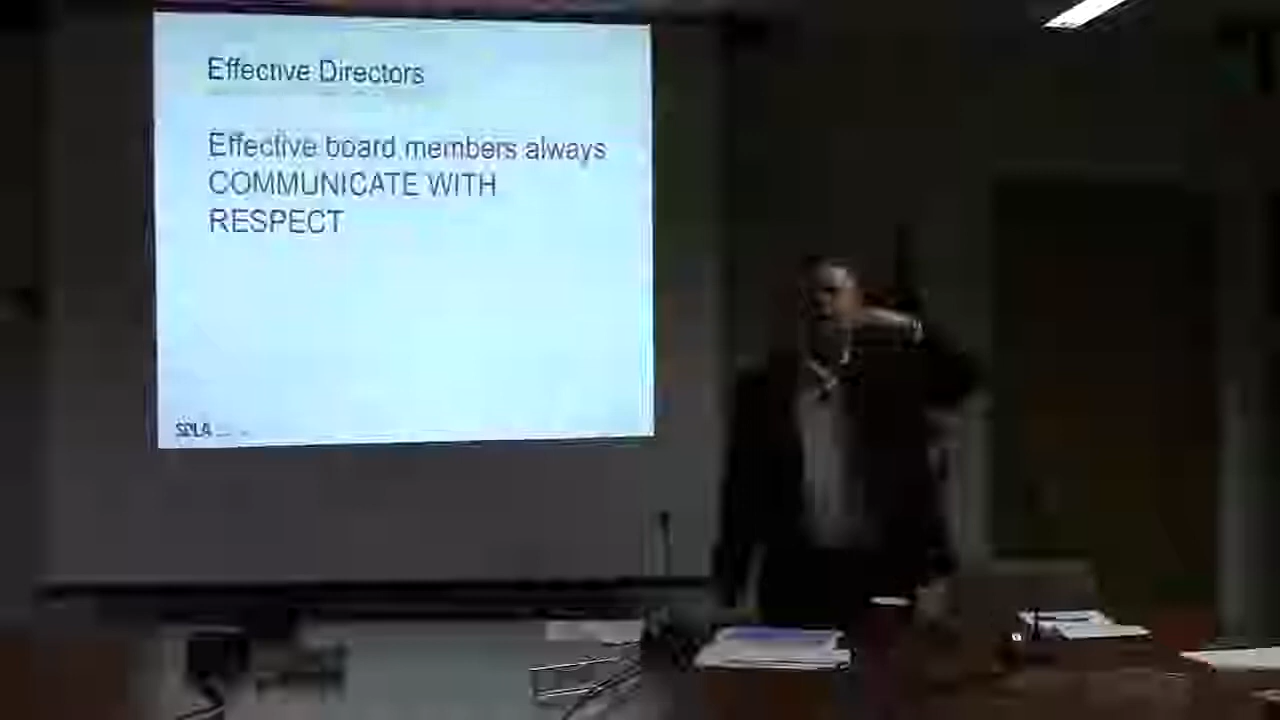 Effective Directors
Effective board members always
COMMUNICATE WITH
RESPECT